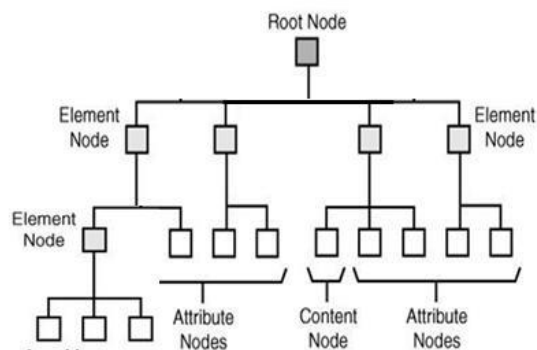 Root Node
Element
Node
Element
Node
Element
Node
Attribute
Nodes
Content
Node
Attribute
Nodes